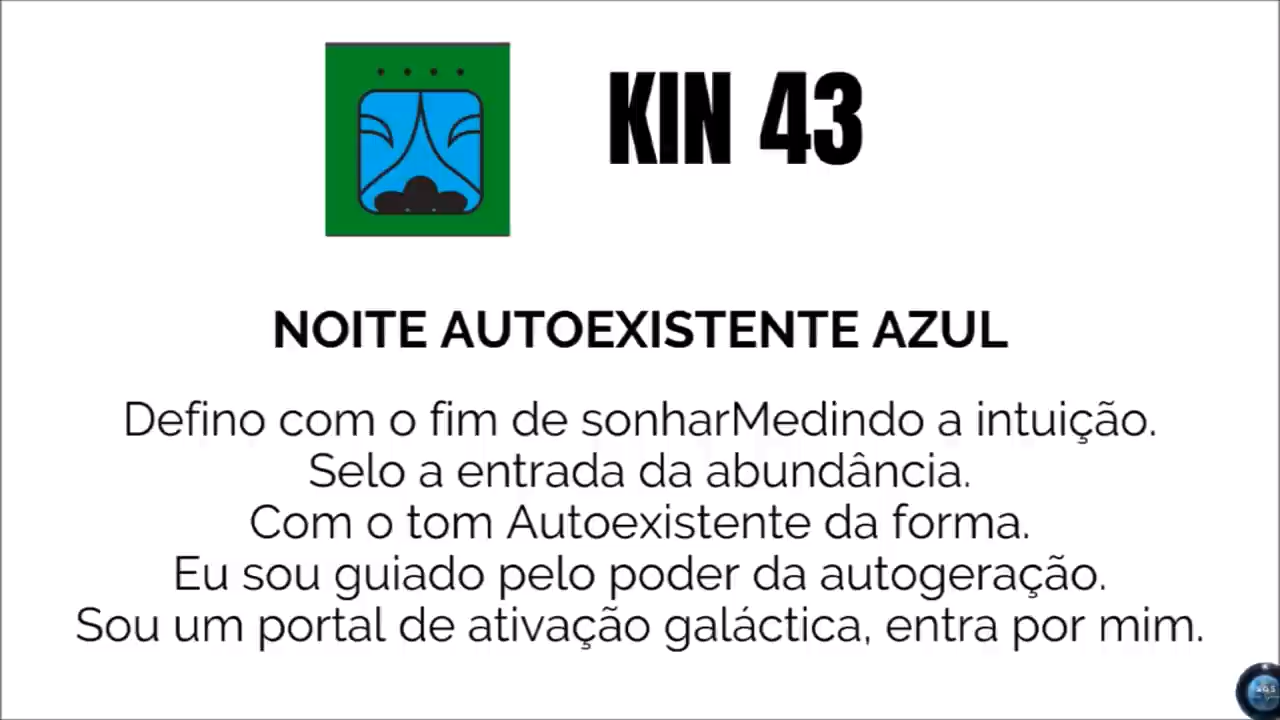 KIN 43
NOITE AUTOEXISTENTE AZUL
Defino com o fim de sonharMedindo a intuição.
Selo a entrada da abundância.
Com o tom Autoexistente da forma.
Eu sou guiado pelo poder da autogeração.
Sou um portal de ativação galáctica, entra por mim.